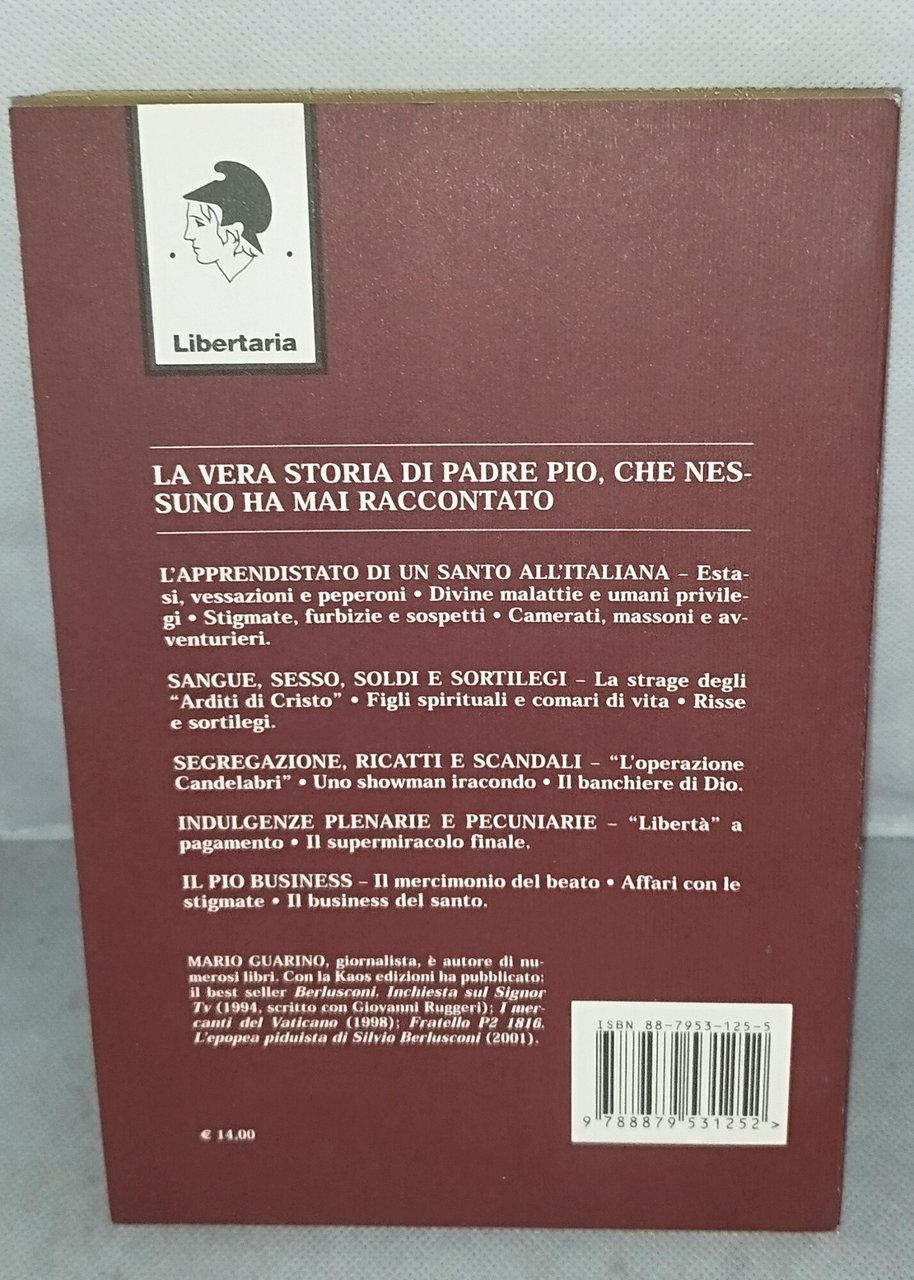 Libertaria
LA VERA STORIA DI PADRE PIO, CHE NES-
SUNO HA MAI RACCONTATO
L'APPRENDISTATO DI UN SANTO ALL'ITALIANA – Esta-
si, vessazioni e peperoni • Divine malattie e umani privile-
gi • Stigmate, furbizie e sospetti • Camerati, massoni e av-
venturieri.
SANGUE, SESSO, SOLDI E SORTILEGI – La strage degli
"Arditi di Cristo" • Figli spirituali e comari di vita • Risse
e sortilegi.
SEGREGAZIONE, RICATTI E SCANDALI – "L'operazione
Candelabri" • Uno showman iracondo • Il banchiere di Dio.
INDULGENZE PLENARIE E PECUNIARIE – "Libertà" a
pagamento • Il supermiracolo finale.
IL PIO BUSINESS – Il mercimonio del beato • Affari con le
stigmate • Il business del santo.
MARIO GUARINO, giornalista, è autore di nu-
merosi libri. Con la Kaos edizioni ha pubblicato:
il best seller Berlusconi. Inchiesta sul Signor
Tv (1994, scritto con Giovanni Ruggeri); I mer-
canti del Vaticano (1998); Fratello P2 1816.
L'epopea piduista di Silvio Berlusconi (2001).
€ 14,00
ISBN 88-7953-125-5
9 788879 531252 >